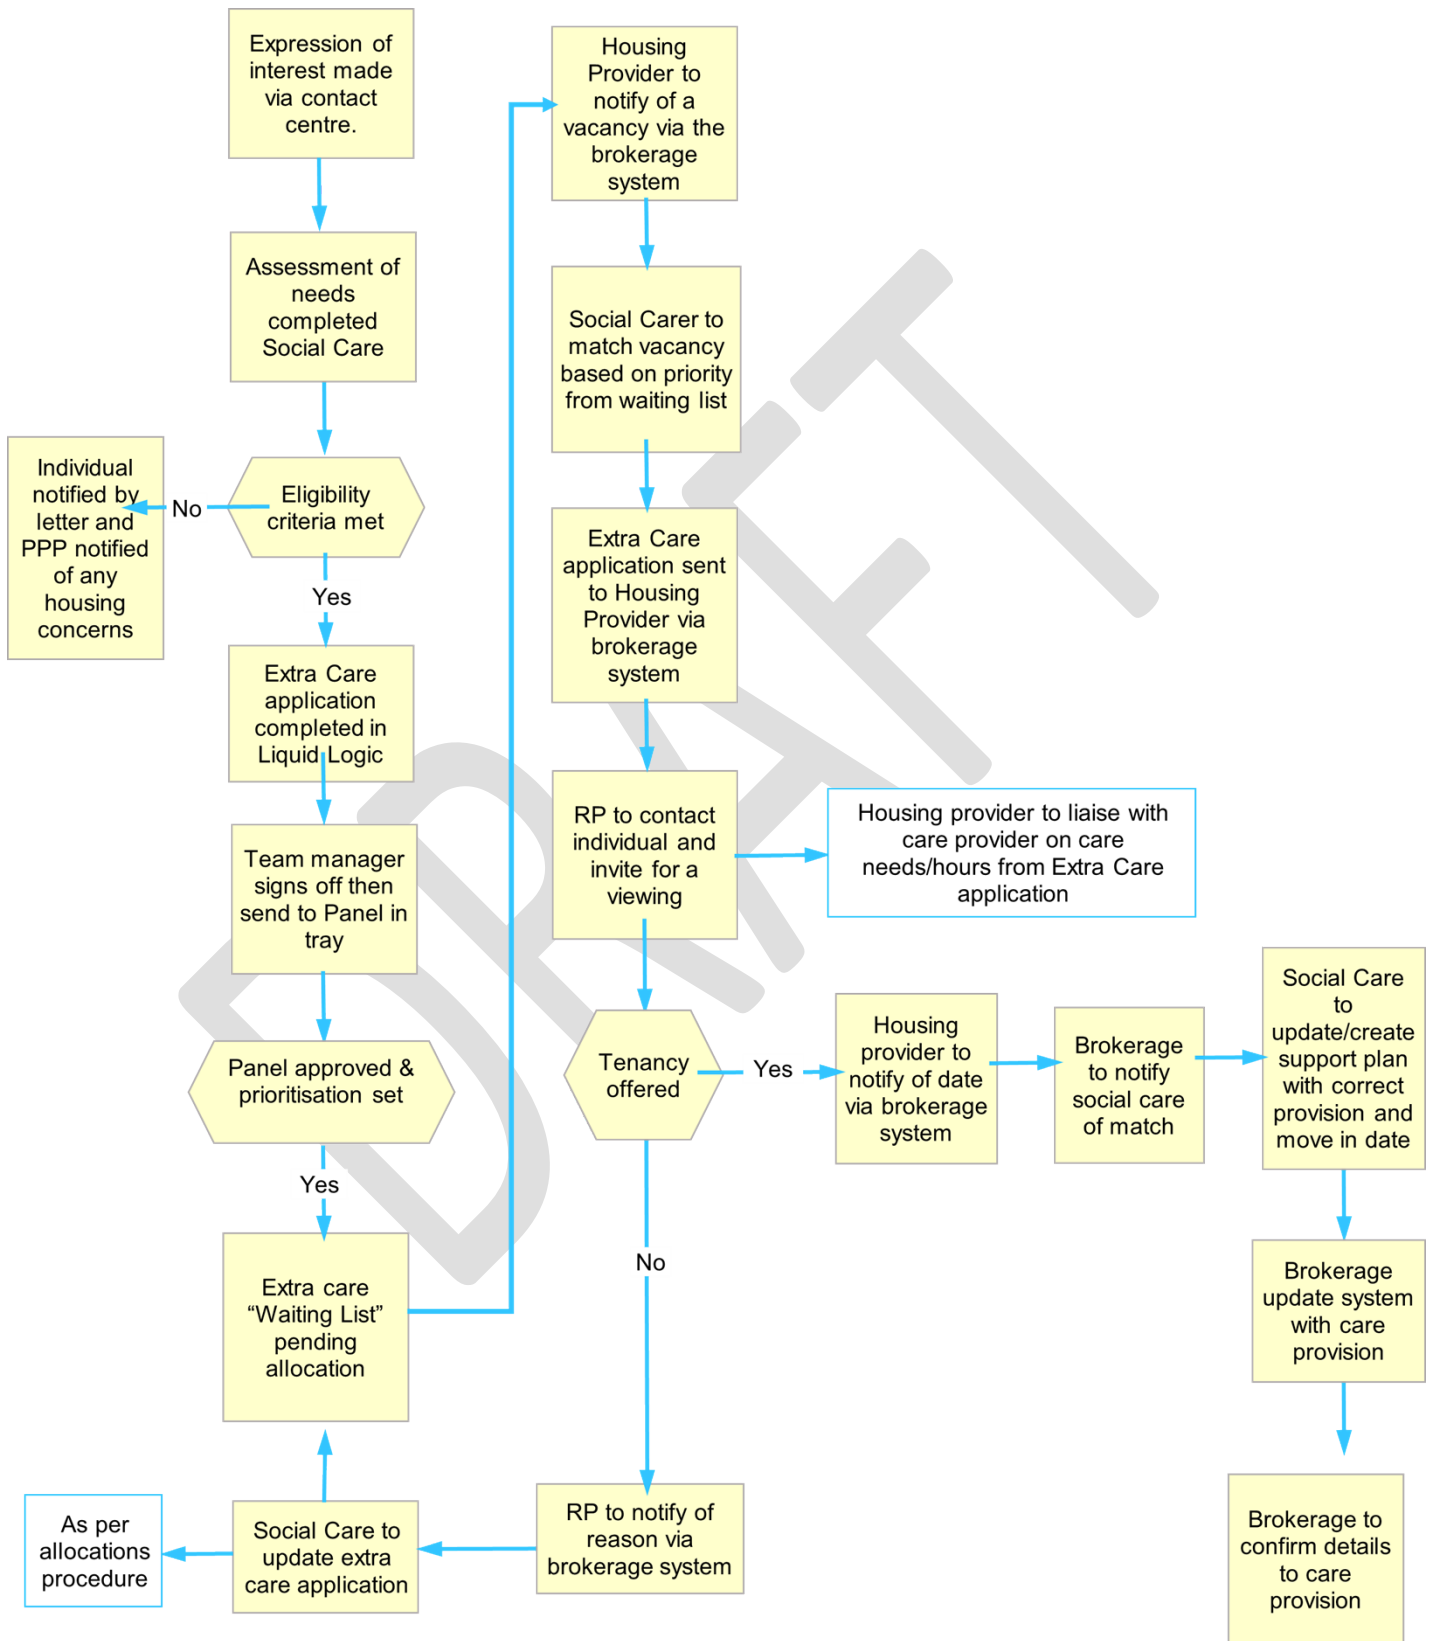 Expression of
interest made
via contact
centre.
Assessment of
needs
completed
Social Care
Individual
notified by
letter and
PPP notified
of any
housing
concerns
No
Eligibility
criteria met
Yes
Extra Care
application
completed in
Liquid Logic
Team manager
signs off then
send to Panel in
tray
Panel approved &
prioritisation set
Yes
Extra care
“Waiting List”
pending
allocation
Housing
Provider to
notify of a
vacancy via the
brokerage
system
Social Carer to
match vacancy
based on priority
from waiting list
Extra Care
application sent
to Housing
Provider via
brokerage
system
RP to contact
individual and
invite for a
viewing
Housing provider to liaise with
care provider on care
needs/hours from Extra Care
application
Tenancy
offered
Yes
Housing
provider to
notify of date
via brokerage
system
Brokerage
to notify
social care
of match
Social Care
to
update/create
support plan
with correct
provision and
move in date
Brokerage
update system
with care
provision
Brokerage to
confirm details
to care
provision
No
RP to notify of
reason via
brokerage system
Social Care to
update extra
care application
As per
allocations
procedure
DRAFT